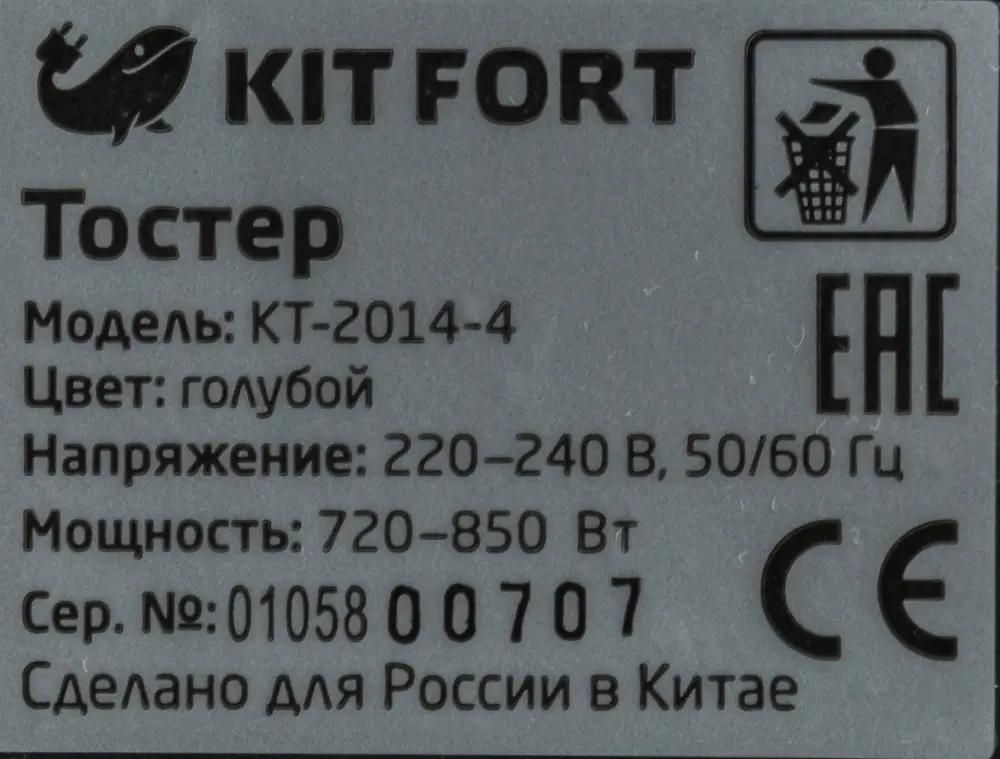 KITFORT
Тостер
Модель: КТ-2014-4
Цвет: голубой
Напряжение: 220–240 В, 50/60 Гц
Мощность: 720–850 Вт
Сер. №: 01058 00707
Сделано для России в Китае
EAC
CE